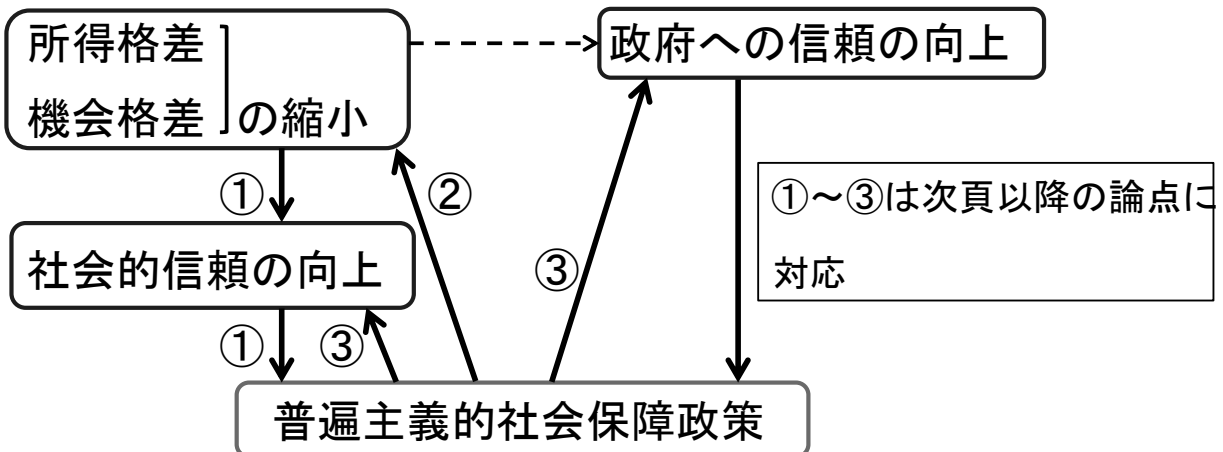 所得格差
機会格差
の縮小
政府への信頼の向上
①
②
③
①～③は次頁以降の論点に
対応
社会的信頼の向上
①
③
普遍主義的社会保障政策